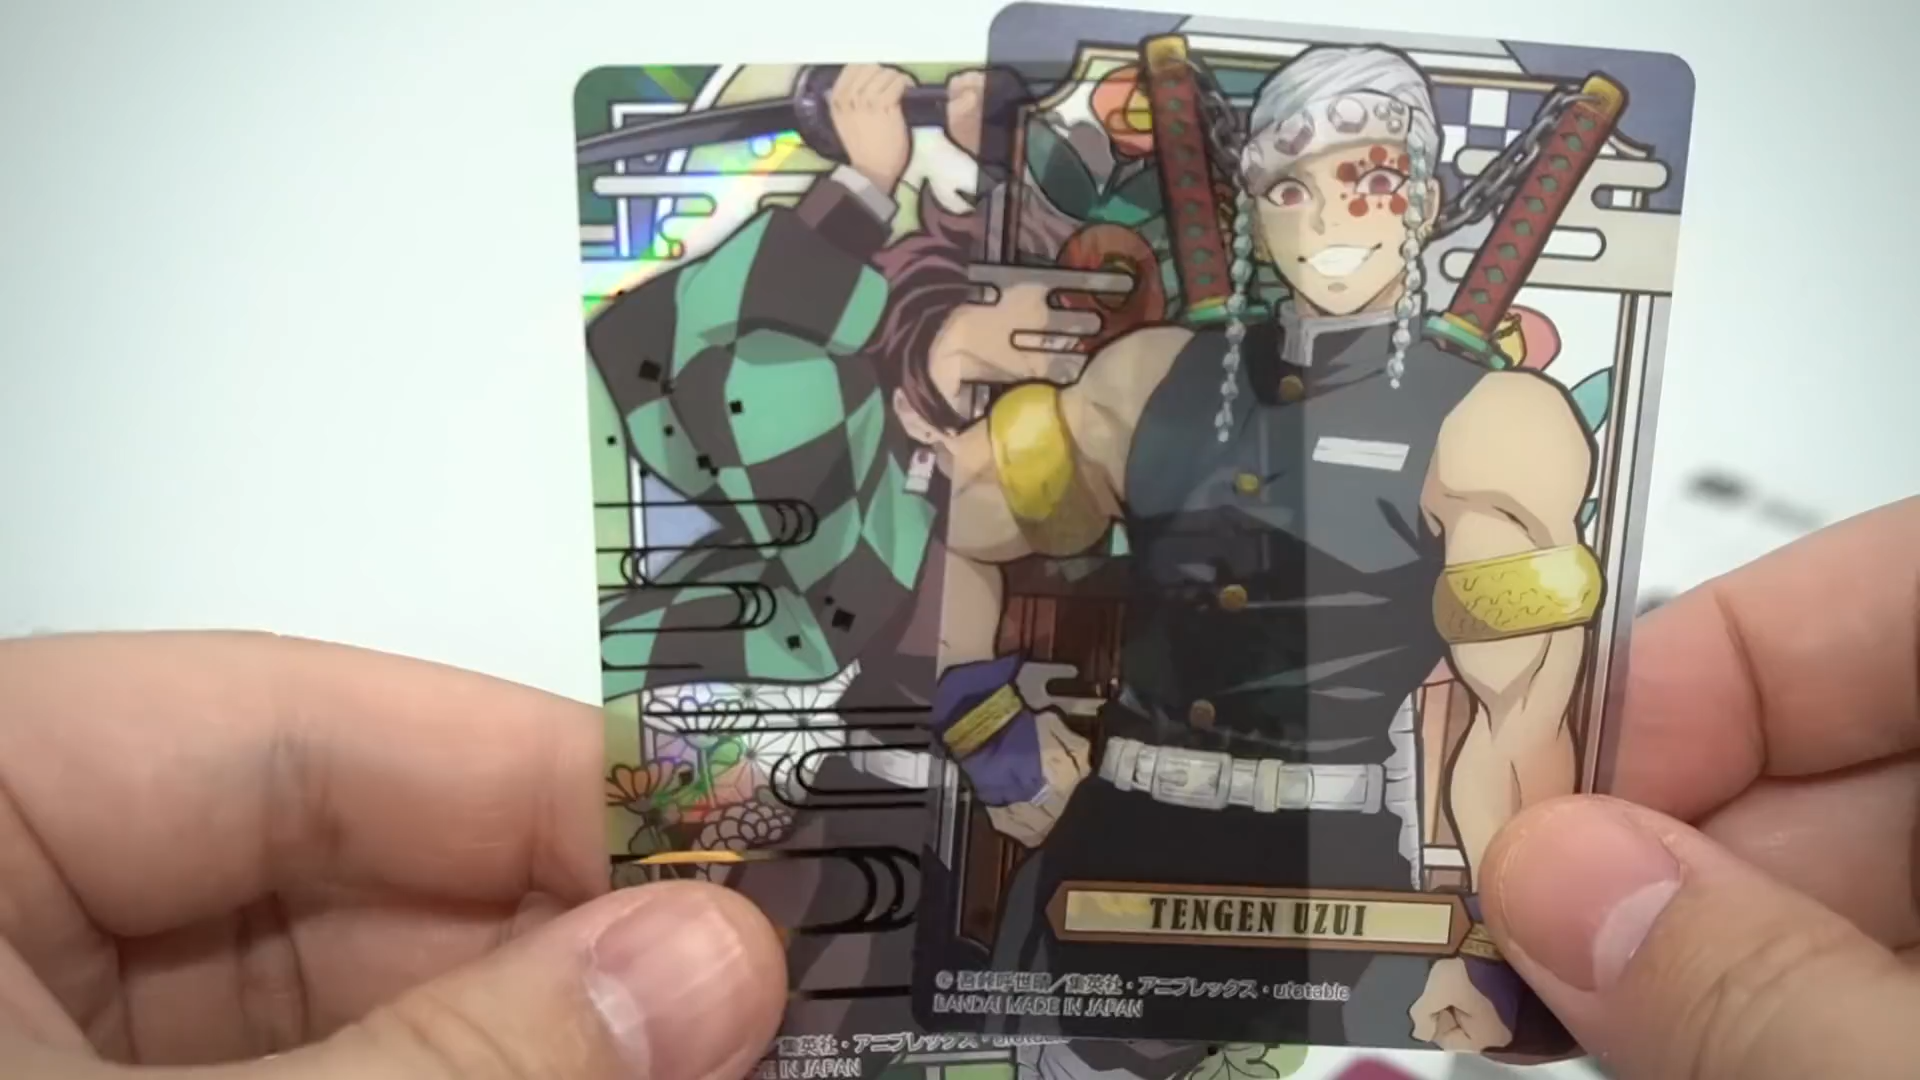 TENGEN UZUI
© 吾峠呼世晴／集英社・アニプレックス・ufotable
BANDAI MADE IN JAPAN
集英社・アニプレックス・ufotable
IN JAPAN